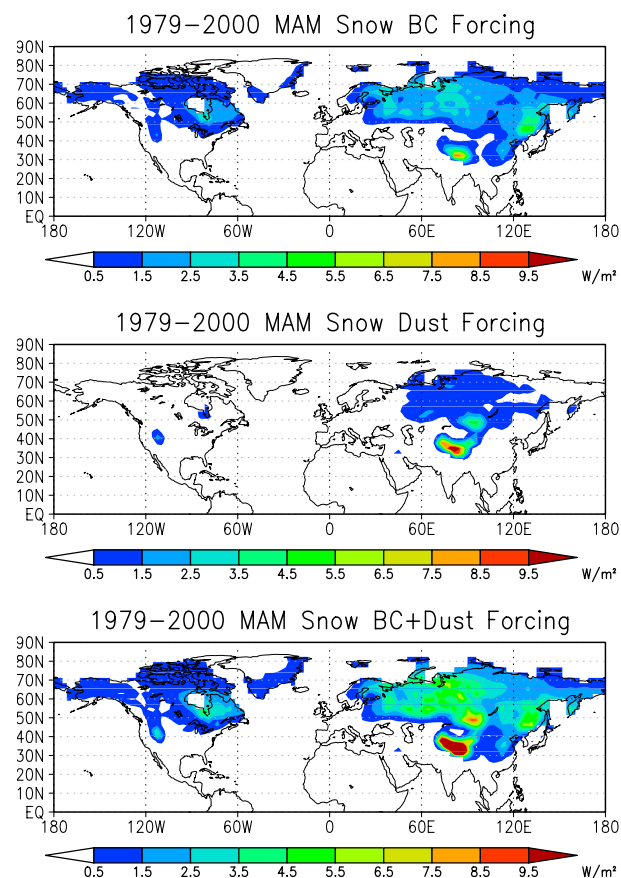 1979−2000 MAM Snow BC Forcing
90N
80N
70N
60N
50N
40N
30N
20N
10N
EQ
180 120W 60W 0 60E 120E 180
0.5 1.5 2.5 3.5 4.5 5.5 6.5 7.5 8.5 9.5 W/m²
1979−2000 MAM Snow Dust Forcing
90N
80N
70N
60N
50N
40N
30N
20N
10N
EQ
180 120W 60W 0 60E 120E 180
0.5 1.5 2.5 3.5 4.5 5.5 6.5 7.5 8.5 9.5 W/m²
1979−2000 MAM Snow BC+Dust Forcing
90N
80N
70N
60N
50N
40N
30N
20N
10N
EQ
180 120W 60W 0 60E 120E 180
0.5 1.5 2.5 3.5 4.5 5.5 6.5 7.5 8.5 9.5 W/m²